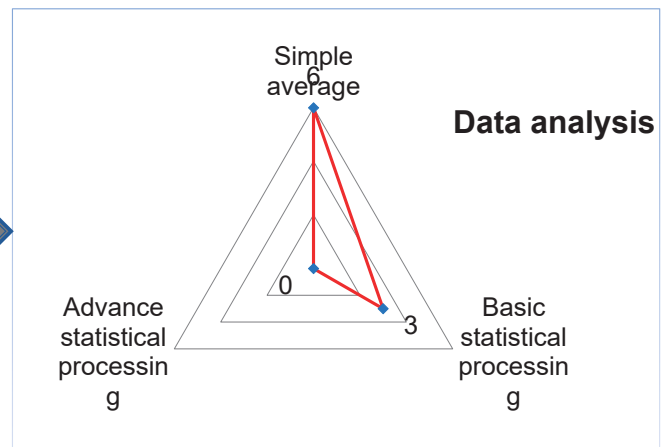 Simple
average
6
Data analysis
0
3
Advance
statistical
processin
g
Basic
statistical
processin
g